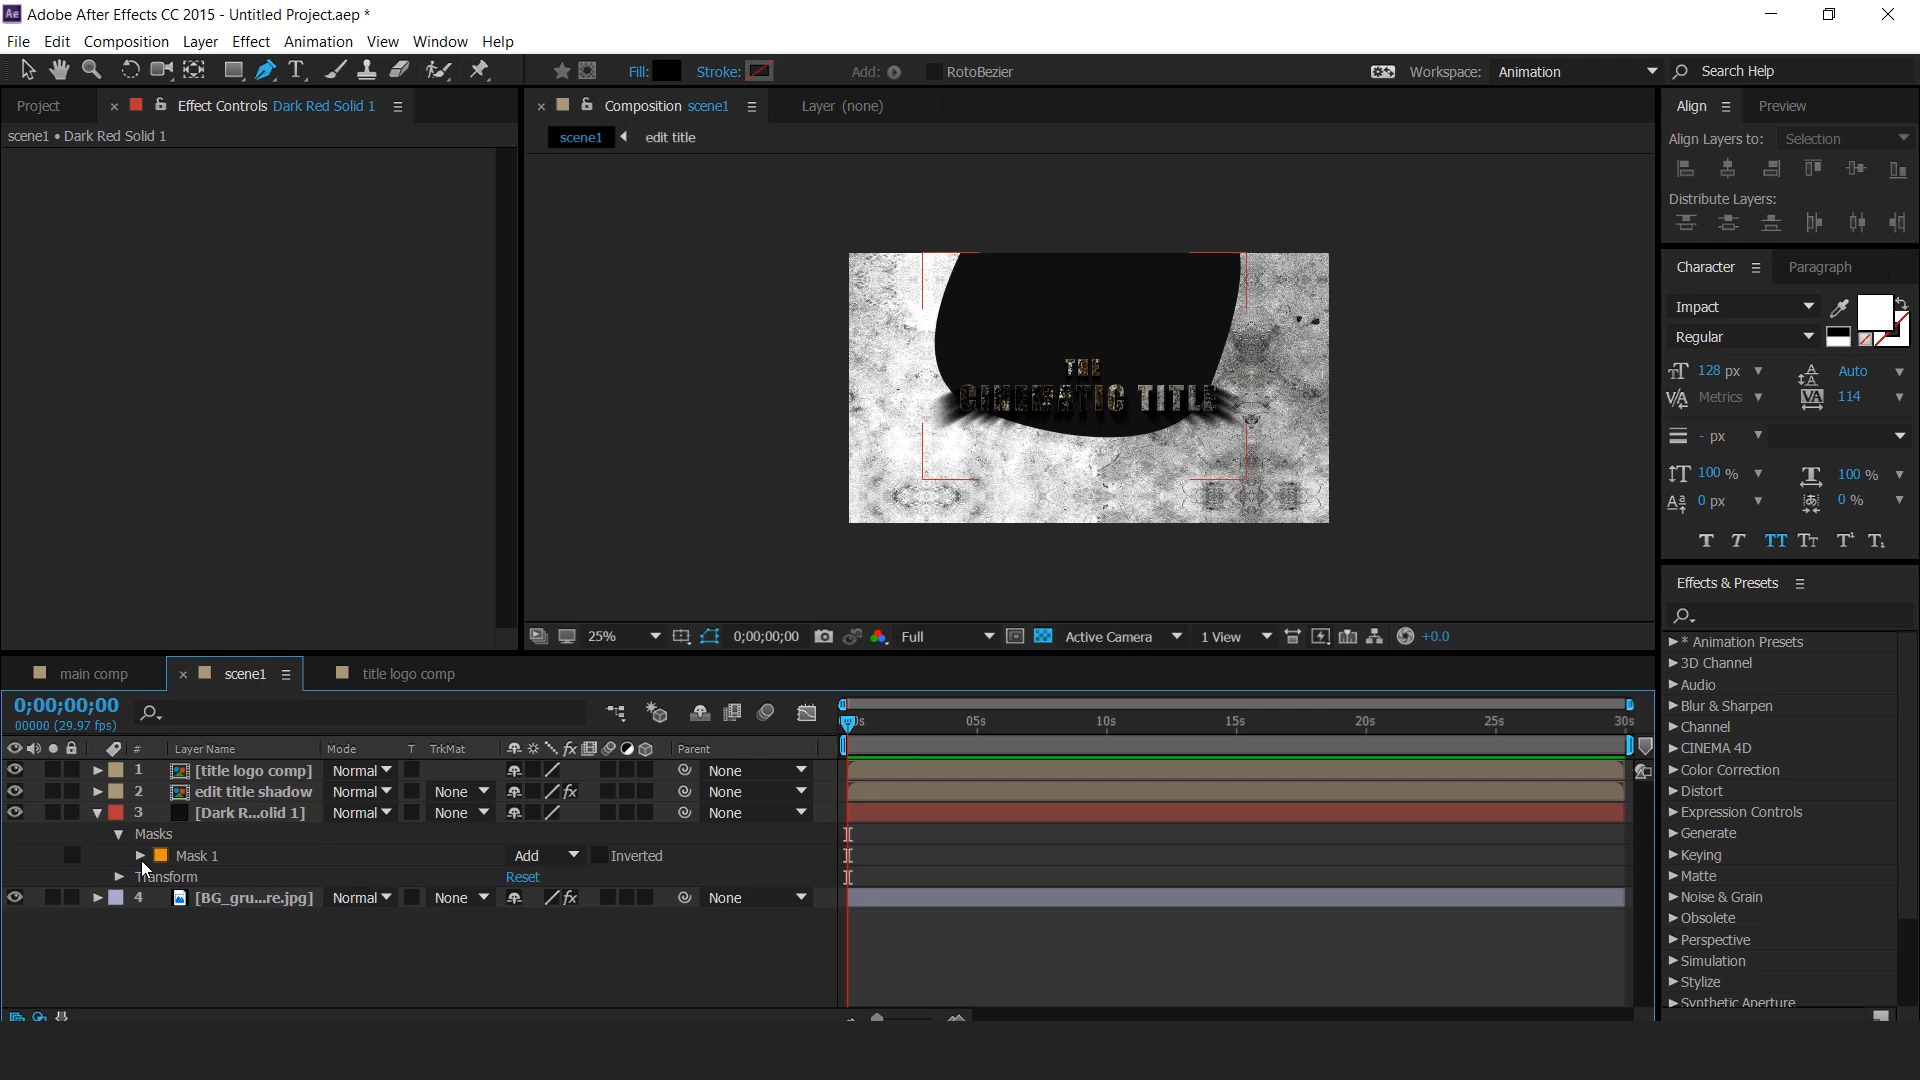 Ae Adobe After Effects CC 2015 - Untitled Project.aep *
File Edit Composition Layer Effect Animation View Window Help
Fill: Stroke: Add: RotoBezier Workspace: Animation Search Help
Project Effect Controls Dark Red Solid 1 Composition scene1 Layer (none) Align Preview
scene1 • Dark Red Solid 1 scene1 edit title Align Layers to: Selection
Distribute Layers:
Character Paragraph
Impact
Regular
128 px Auto
Metrics 114
- px
100 % 100 %
0 px 0 %
THE
CINEMATIC TITLE
Effects & Presets
25% 0;00;00;00 Full Active Camera 1 View +0.0
* Animation Presets
3D Channel
Audio
Blur & Sharpen
Channel
CINEMA 4D
Color Correction
Distort
Expression Controls
Generate
Keying
Matte
Noise & Grain
Obsolete
Perspective
Simulation
Stylize
Synthetic Aperture
main comp scene1 title logo comp
0;00;00;00
00000 (29.97 fps)
05s 10s 15s 20s 25s 30s
# Layer Name Mode T TrkMat Parent
1 [title logo comp] Normal None
2 edit title shadow Normal None None
3 [Dark R...olid 1] Normal None None
Masks
Mask 1 Add Inverted
Transform Reset
4 [BG_gru...re.jpg] Normal None None